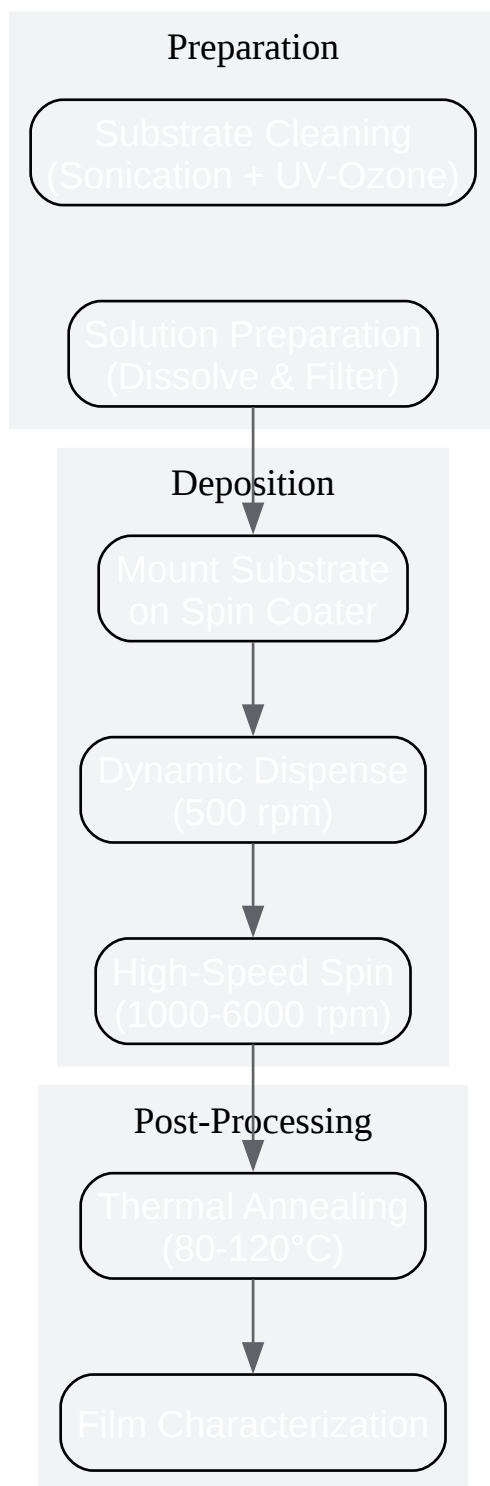 Preparation
Substrate Cleaning
(Sonication + UV-Ozone)
Solution Preparation
(Dissolve & Filter)
Deposition
Mount Substrate
on Spin Coater
Dynamic Dispense
(500 rpm)
High-Speed Spin
(1000-6000 rpm)
Post-Processing
Thermal Annealing
(80-120°C)
Film Characterization